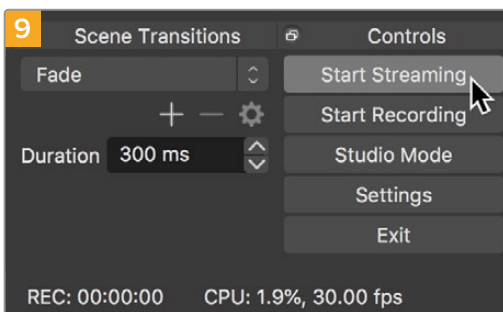 9
Scene Transitions
Controls
Fade
Start Streaming
Start Recording
Duration 300 ms
Studio Mode
Settings
Exit
REC: 00:00:00 CPU: 1.9%, 30.00 fps